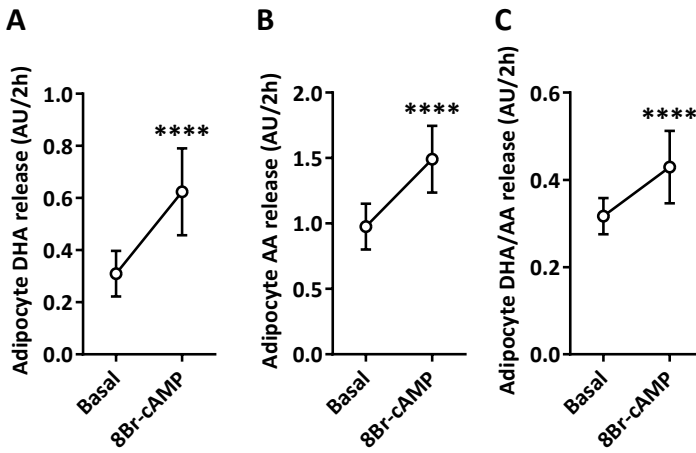 A
Adipocyte DHA release (AU/2h)
1.0
0.8
0.6
0.4
0.2
0.0
****
Basal
8Br-cAMP
B
Adipocyte AA release (AU/2h)
2.0
1.5
1.0
0.5
0.0
****
Basal
8Br-cAMP
C
Adipocyte DHA/AA release (AU/2h)
0.6
0.4
0.2
0.0
****
Basal
8Br-cAMP